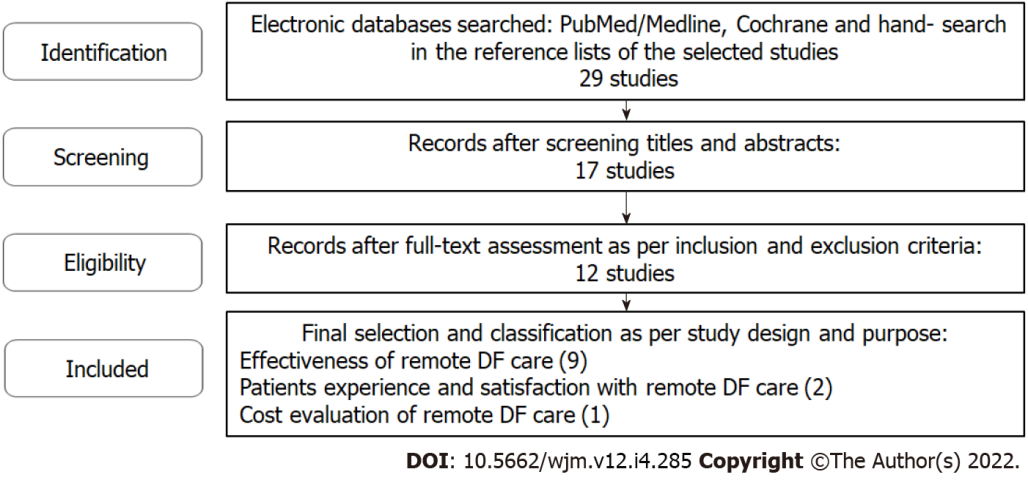 Identification
Electronic databases searched: PubMed/Medline, Cochrane and hand- search
in the reference lists of the selected studies
29 studies
Screening
Records after screening titles and abstracts:
17 studies
Eligibility
Records after full-text assessment as per inclusion and exclusion criteria:
12 studies
Included
Final selection and classification as per study design and purpose:
Effectiveness of remote DF care (9)
Patients experience and satisfaction with remote DF care (2)
Cost evaluation of remote DF care (1)
DOI: 10.5662/wjm.v12.i4.285 Copyright ©The Author(s) 2022.